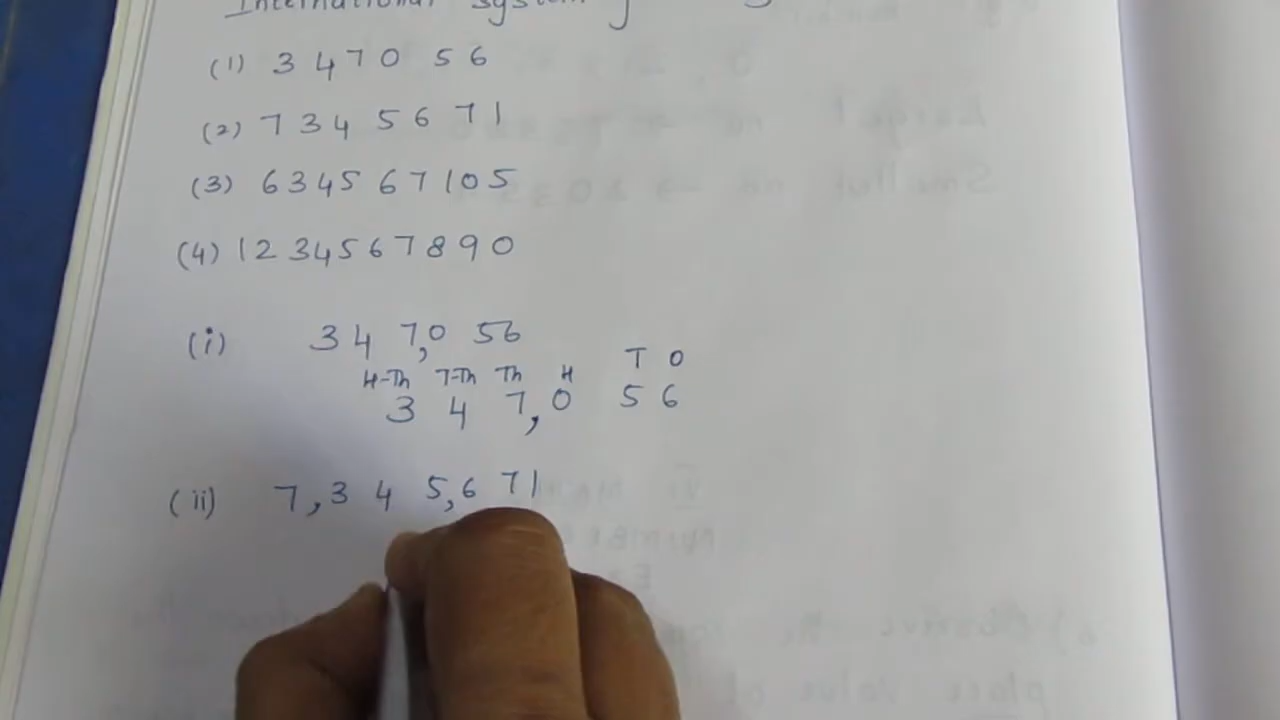 International system
(1) 3 4 7 0 5 6
(2) 7 3 4 5 6 7 1
(3) 6 3 4 5 6 7 1 0 5
(4) 1 2 3 4 5 6 7 8 9 0
(i) 3 4 7,0 5 6
T O
H-Th T-Th Th H
3 4 7,0 5 6
(ii) 7,3 4 5,6 7 1